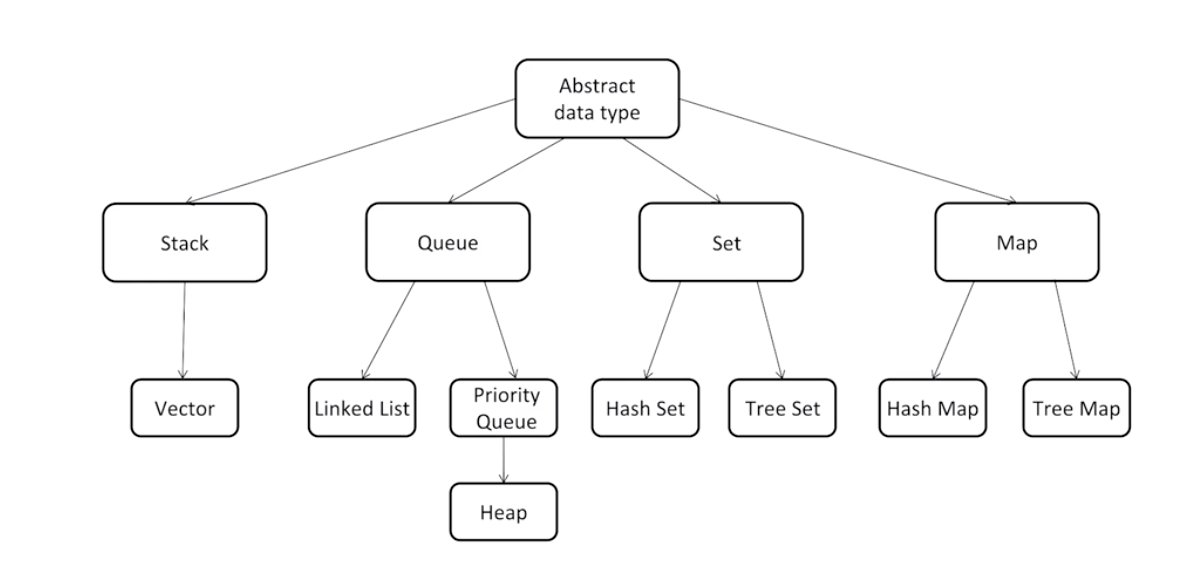 Abstract
data type
Stack
Queue
Set
Map
Vector
Linked List
Priority
Queue
Hash Set
Tree Set
Hash Map
Tree Map
Heap